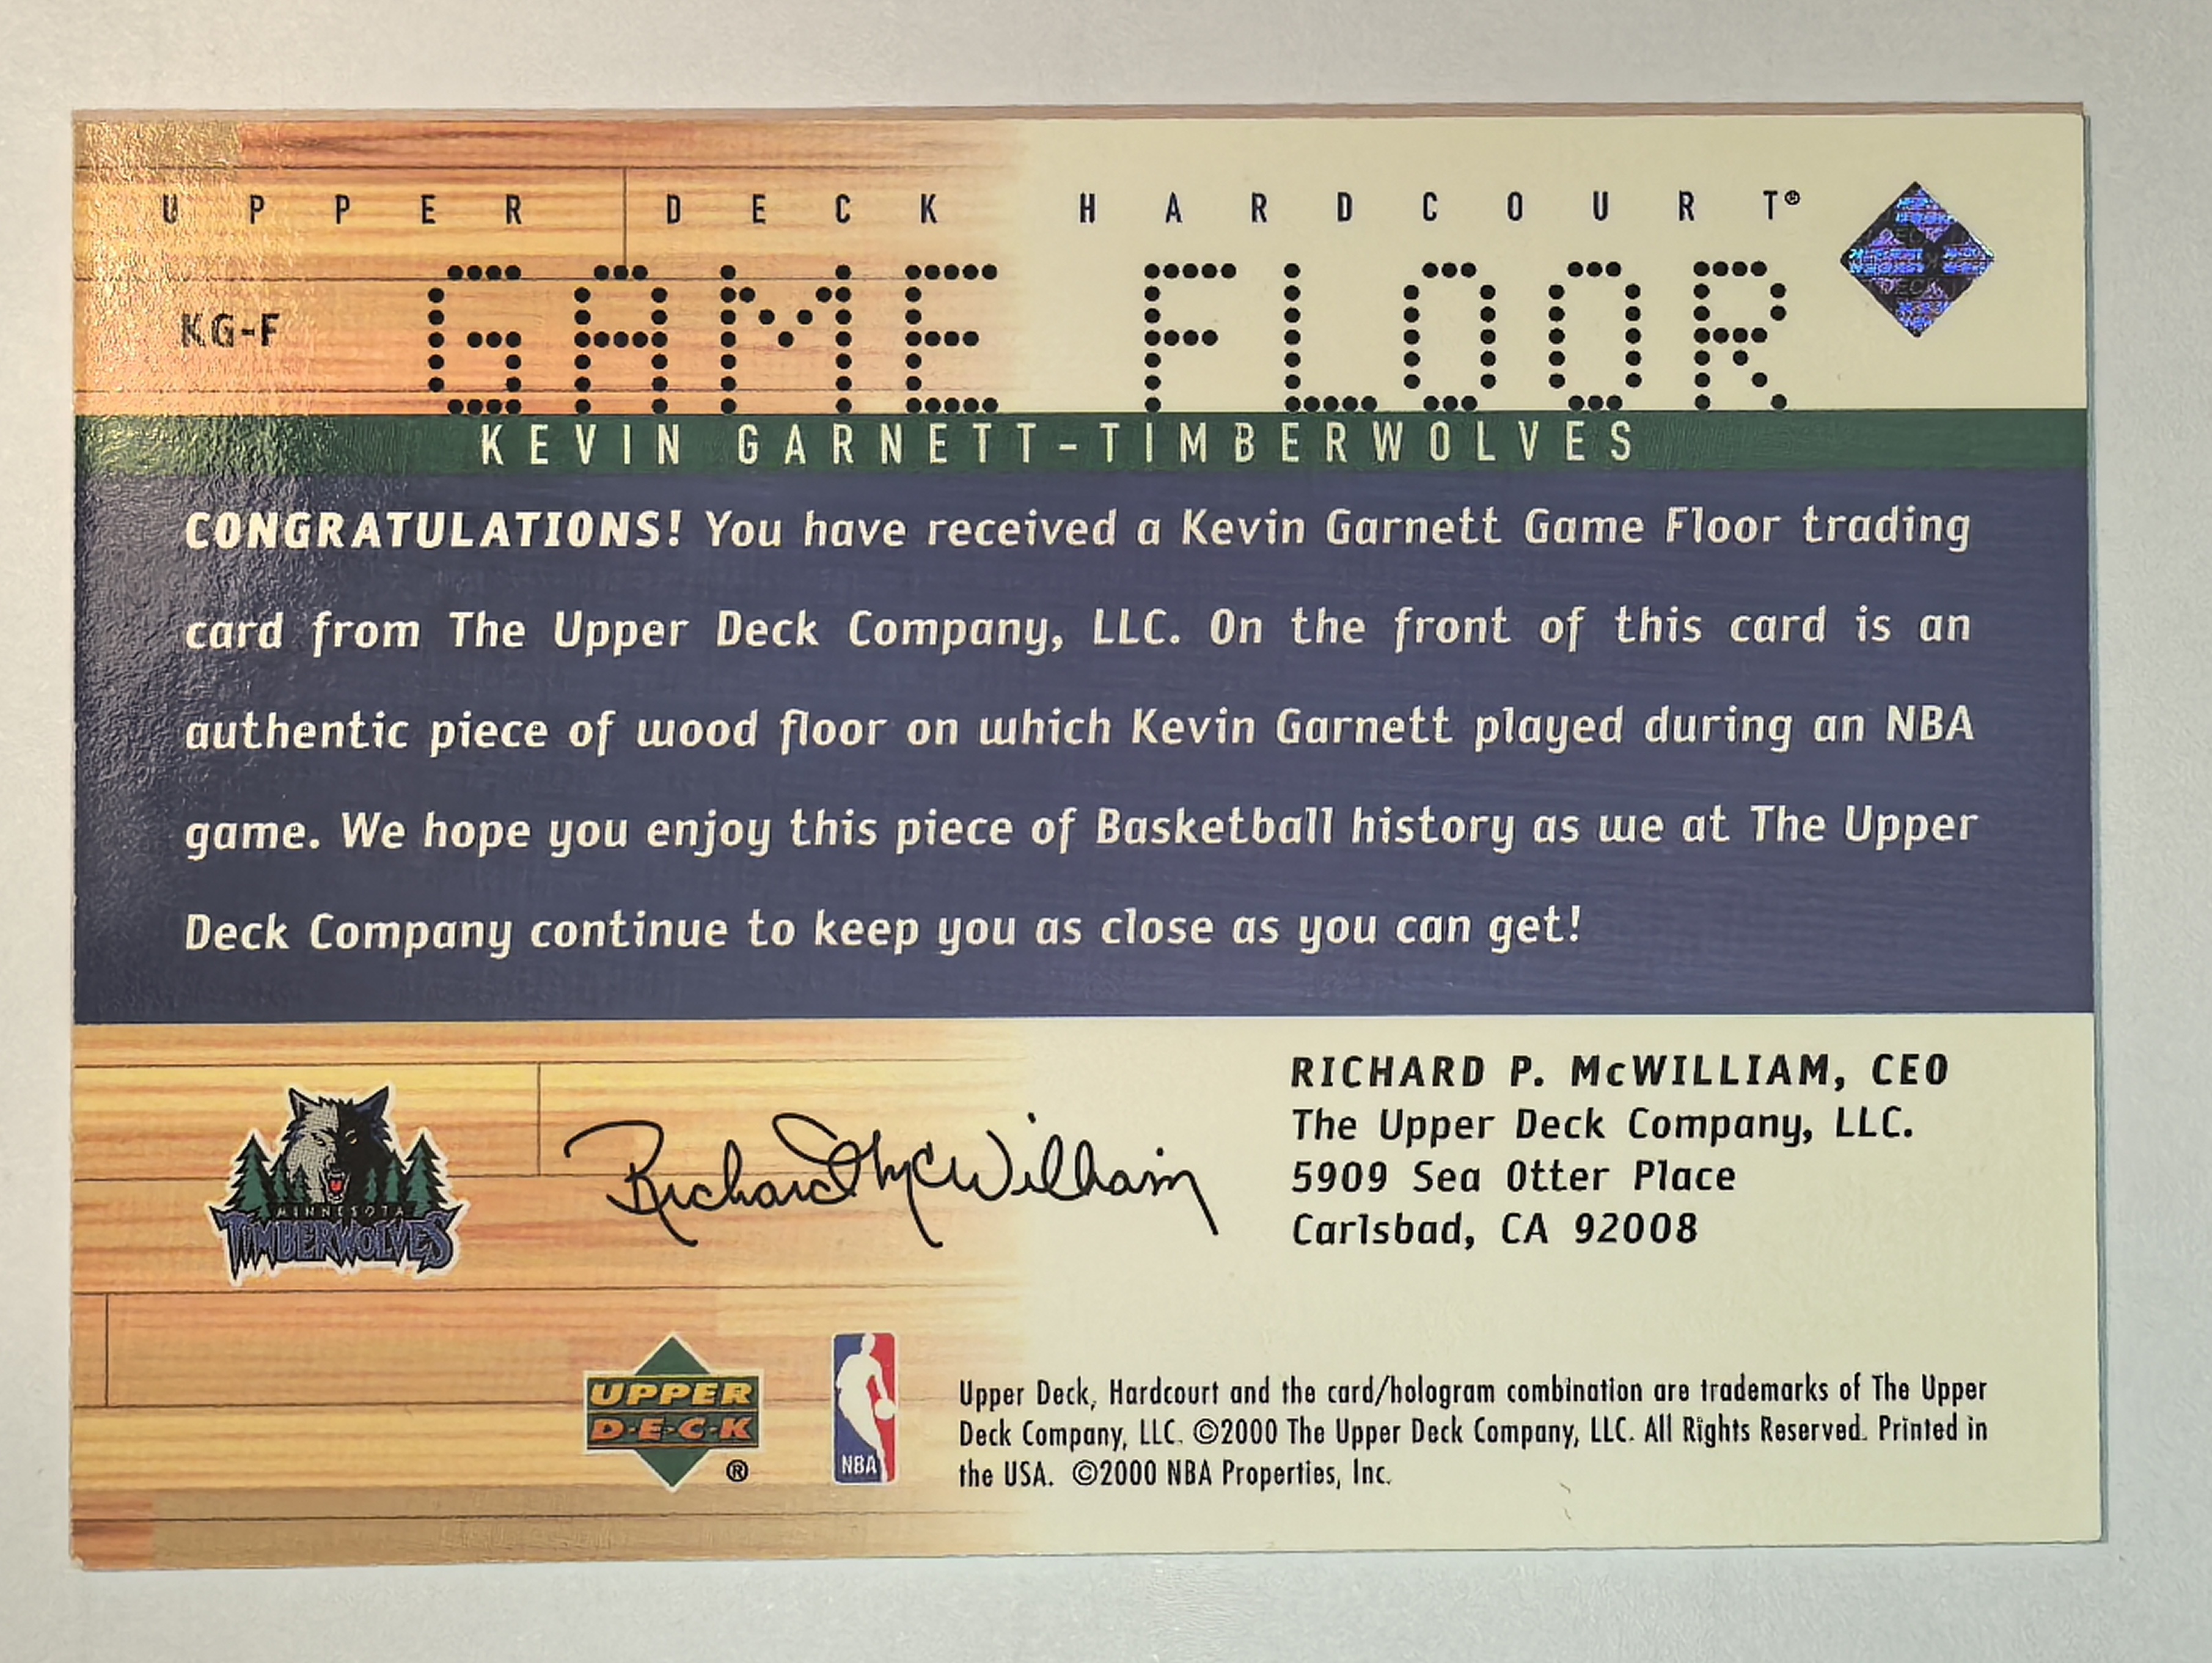 UPPER DECK HARDCOURT®
GAME FLOOR
KG-F
KEVIN GARNETT-TIMBERWOLVES
CONGRATULATIONS! You have received a Kevin Garnett Game Floor trading
card from The Upper Deck Company, LLC. On the front of this card is an
authentic piece of wood floor on which Kevin Garnett played during an NBA
game. We hope you enjoy this piece of Basketball history as we at The Upper
Deck Company continue to keep you as close as you can get!
RICHARD P. McWILLIAM, CEO
The Upper Deck Company, LLC.
5909 Sea Otter Place
Carlsbad, CA 92008
Richard P McWilliam
MINNESOTA
TIMBERWOLVES
UPPER
D·E·C·K
®
NBA
Upper Deck, Hardcourt and the card/hologram combination are trademarks of The Upper
Deck Company, LLC. ©2000 The Upper Deck Company, LLC. All Rights Reserved. Printed in
the USA. ©2000 NBA Properties, Inc.